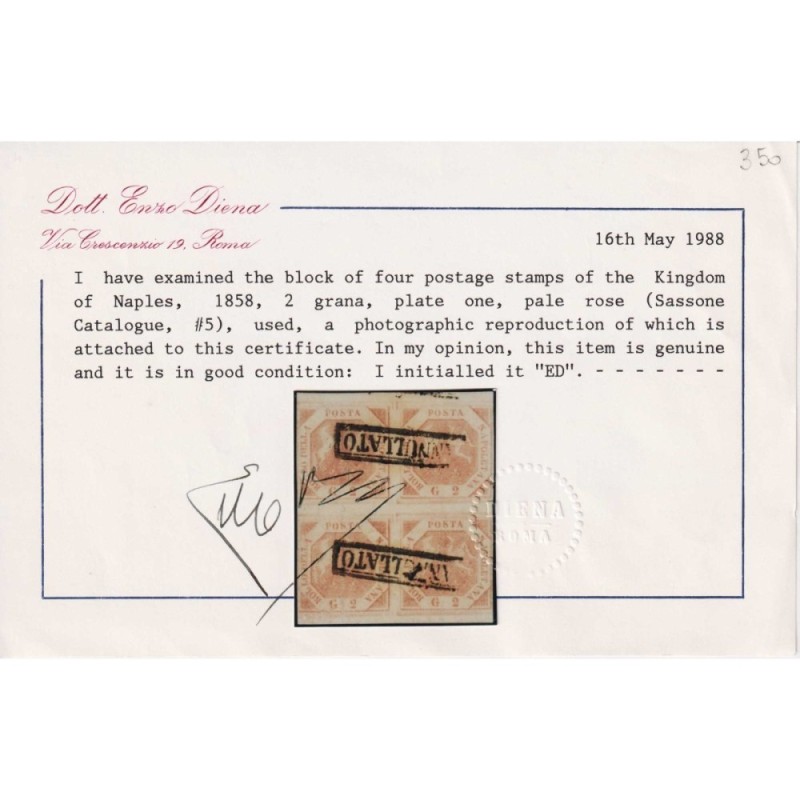 350
Dott. Enzo Diena
Via Crescenzio 19, Roma
16th May 1988
I have examined the block of four postage stamps of the Kingdom
of Naples, 1858, 2 grana, plate one, pale rose (Sassone
Catalogue, #5), used, a photographic reproduction of which is
attached to this certificate. In my opinion, this item is genuine
and it is in good condition: I initialled it "ED". - - - - - - -
POSTA POSTA
ANNULLATO
G 2 G 2
POSTA POSTA
ANNULLATO
G 2 G 2
DIENA
ROMA